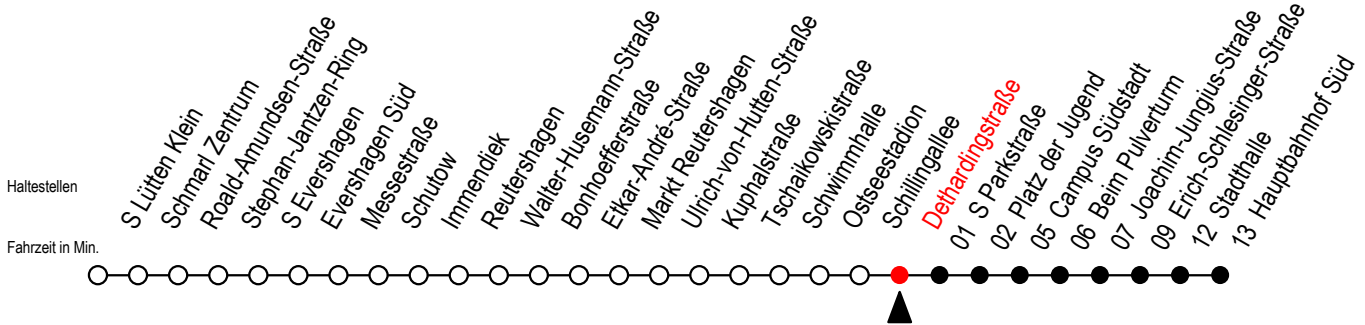 Haltestellen
Fahrzeit in Min.
S Lütten Klein
Schmarl Zentrum
Roald-Amundsen-Straße
Stephan-Jantzen-Ring
S Evershagen
Evershagen Süd
Messestraße
Schutow
Immendiek
Reutershagen
Walter-Husemann-Straße
Bonhoefferstraße
Etkar-André-Straße
Markt Reutershagen
Ulrich-von-Hutten-Straße
Kuphalstraße
Tschaikowskistraße
Schwimmhalle
Ostseestadion
Schillingallee
Dethardingstraße
01 S Parkstraße
02 Platz der Jugend
05 Campus Südstadt
06 Beim Pulverturm
07 Joachim-Jungius-Straße
09 Erich-Schlesinger-Straße
12 Stadthalle
13 Hauptbahnhof Süd